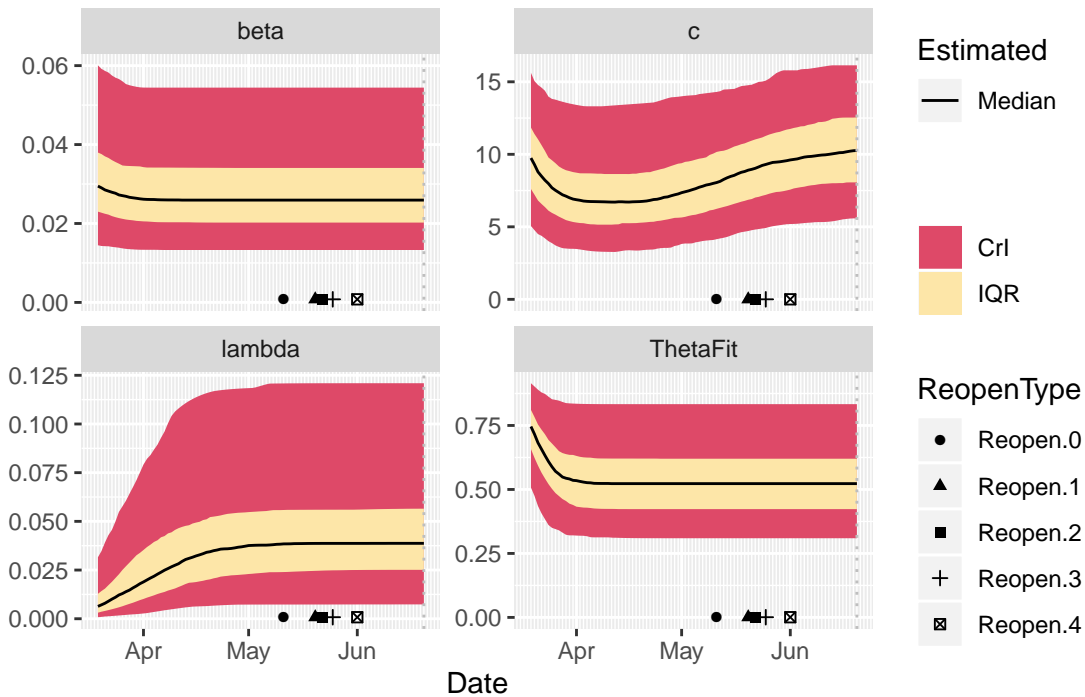 beta
c
0.06
0.04
0.02
0.00
15
10
5
0
lambda
ThetaFit
0.125
0.100
0.075
0.050
0.025
0.000
0.75
0.50
0.25
0.00
Apr May Jun
Apr May Jun
Date
Estimated
Median
CrI
IQR
ReopenType
Reopen.0
Reopen.1
Reopen.2
Reopen.3
Reopen.4